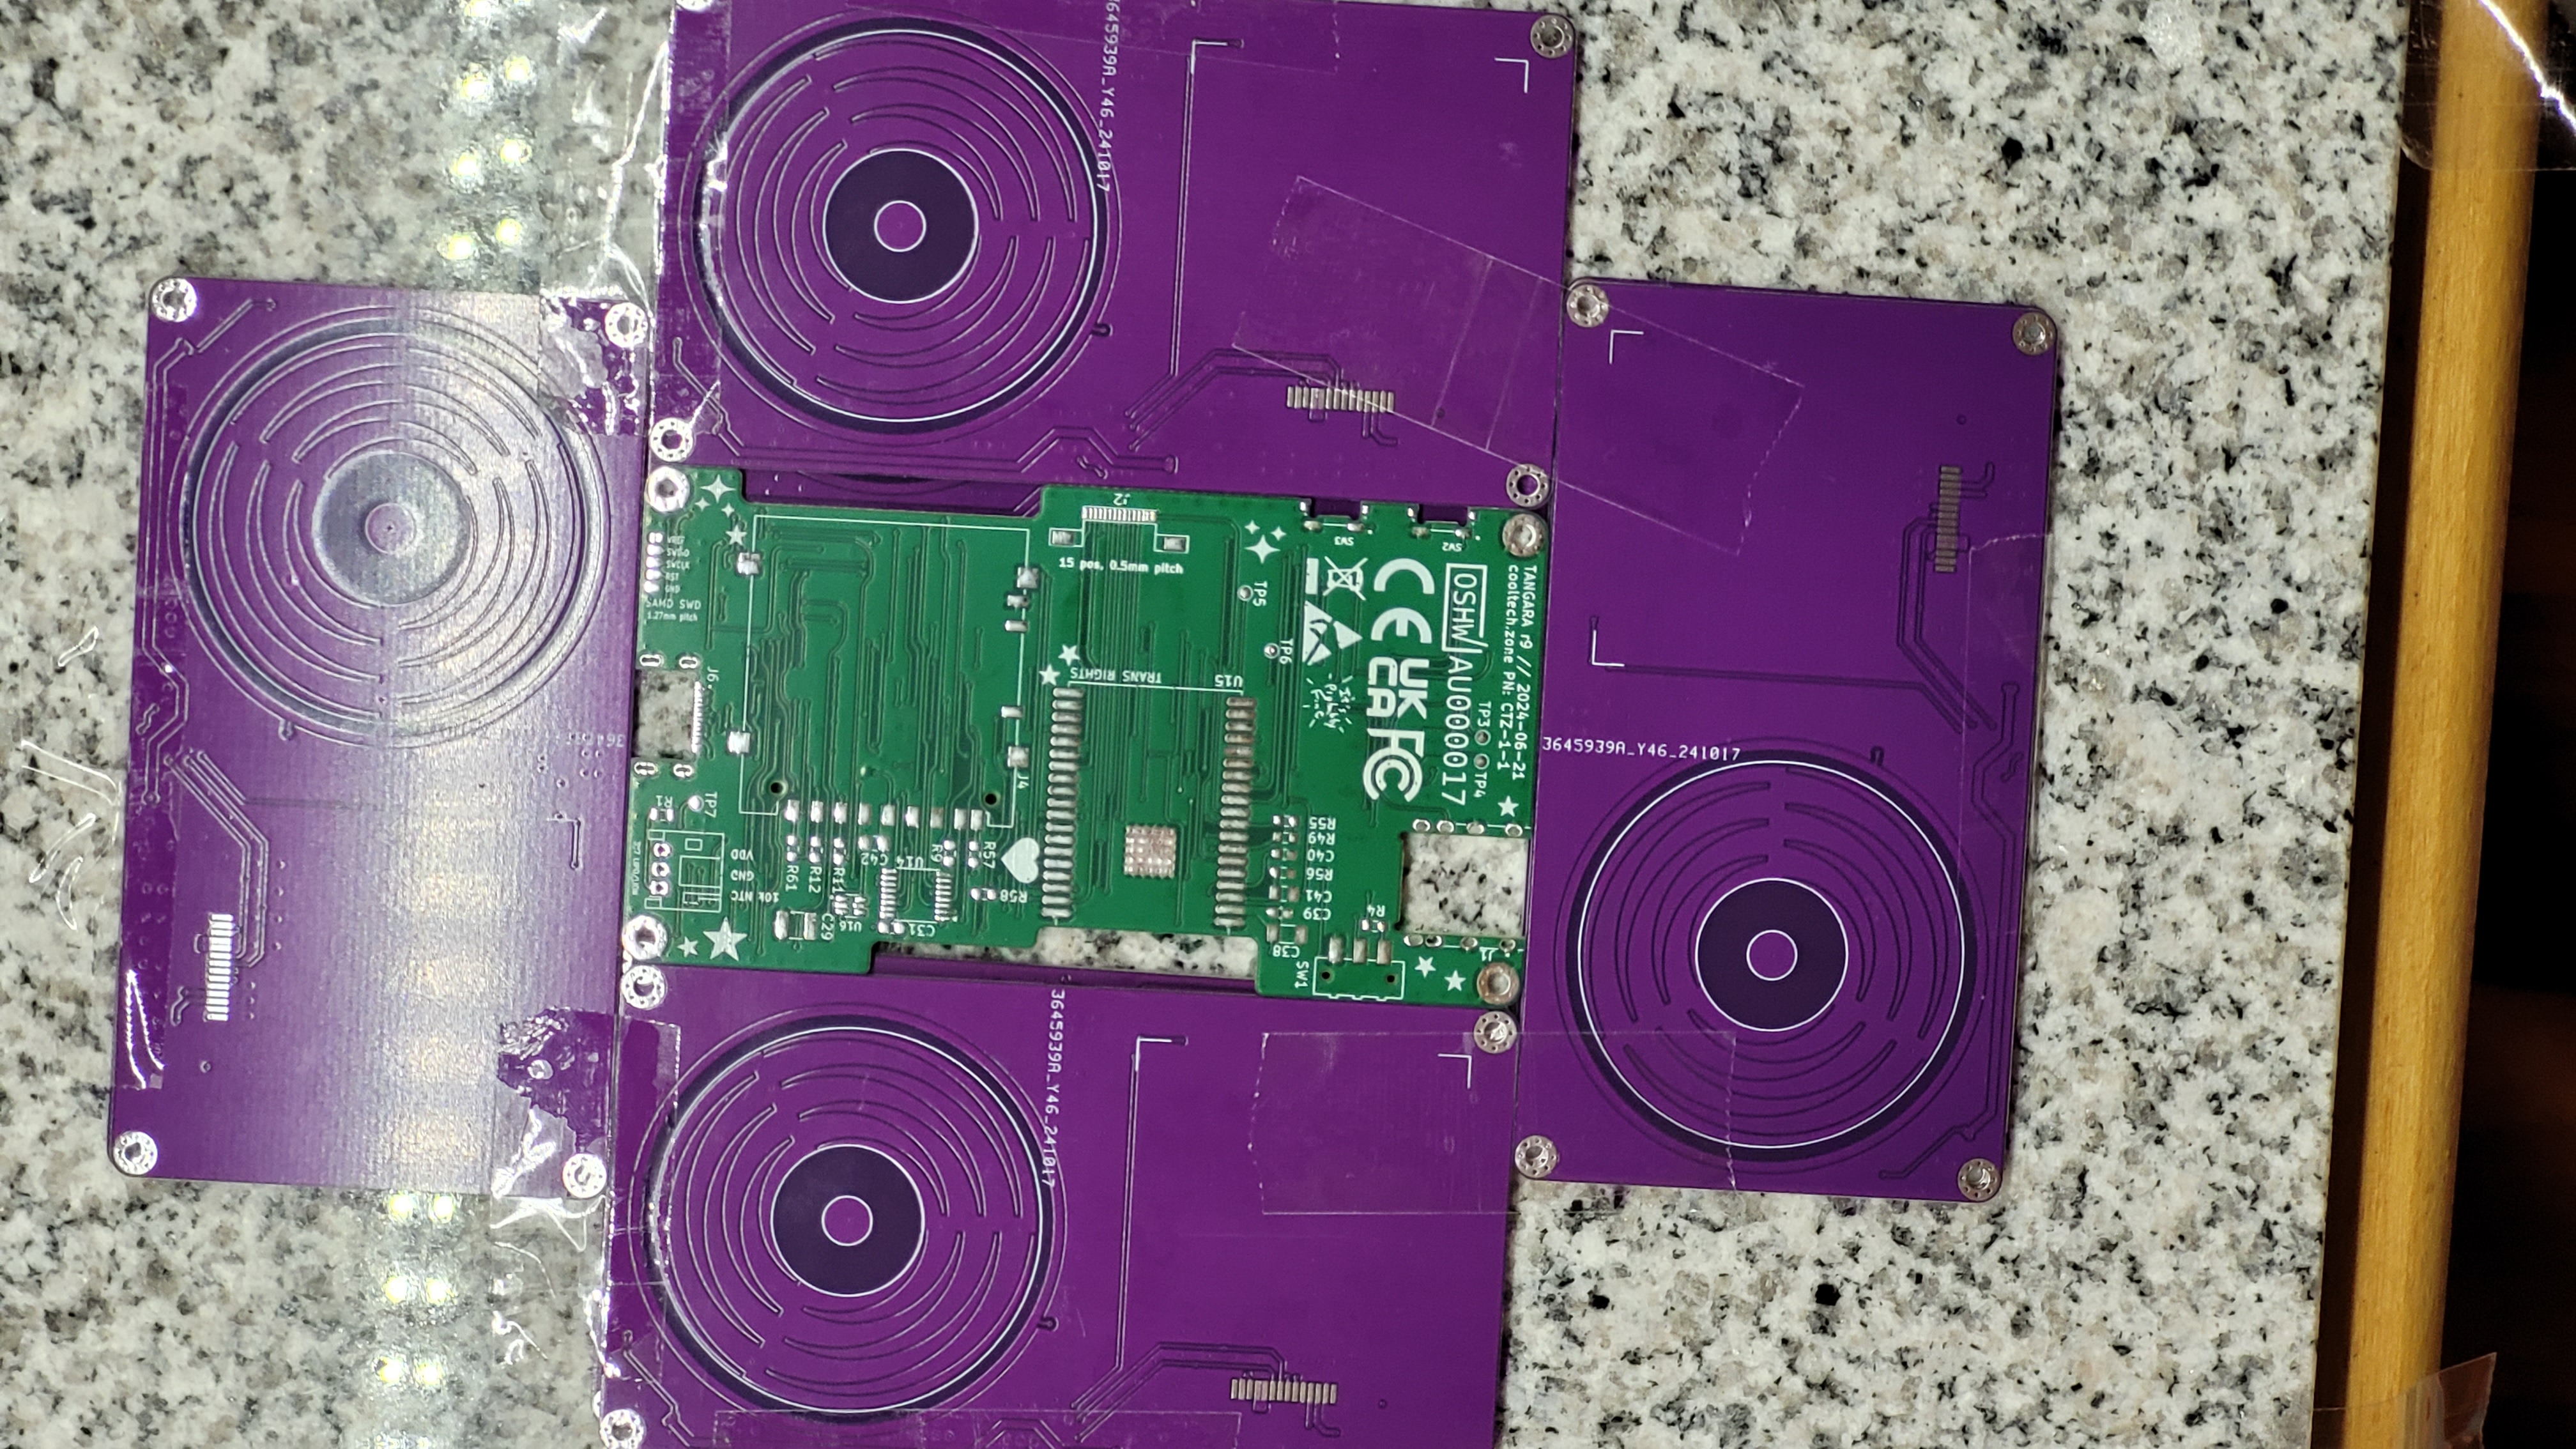 R1
TP7
J6
SAMD SWD
1.27mm pitch
10k NTC
GND
VDD
R61
R12
R11
C29
U16
C42
C31
U14
R57
R58
J4
TRANS RIGHTS
U15
15 pos, 0.5mm pitch
J2
TP5
TP6
C38
C39
C41
R56
C40
R49
R55
SW1
R4
SW3
SW2
FC
UK
CA
CE
OSHW AU000017
TP3
TP4
J1
TANGARA r9 // 2024-06-21
cooltech.zone PN: CTZ-1-1
3645939A_Y46_241017
3645939A_Y46_241017
3645939A_Y46_241017